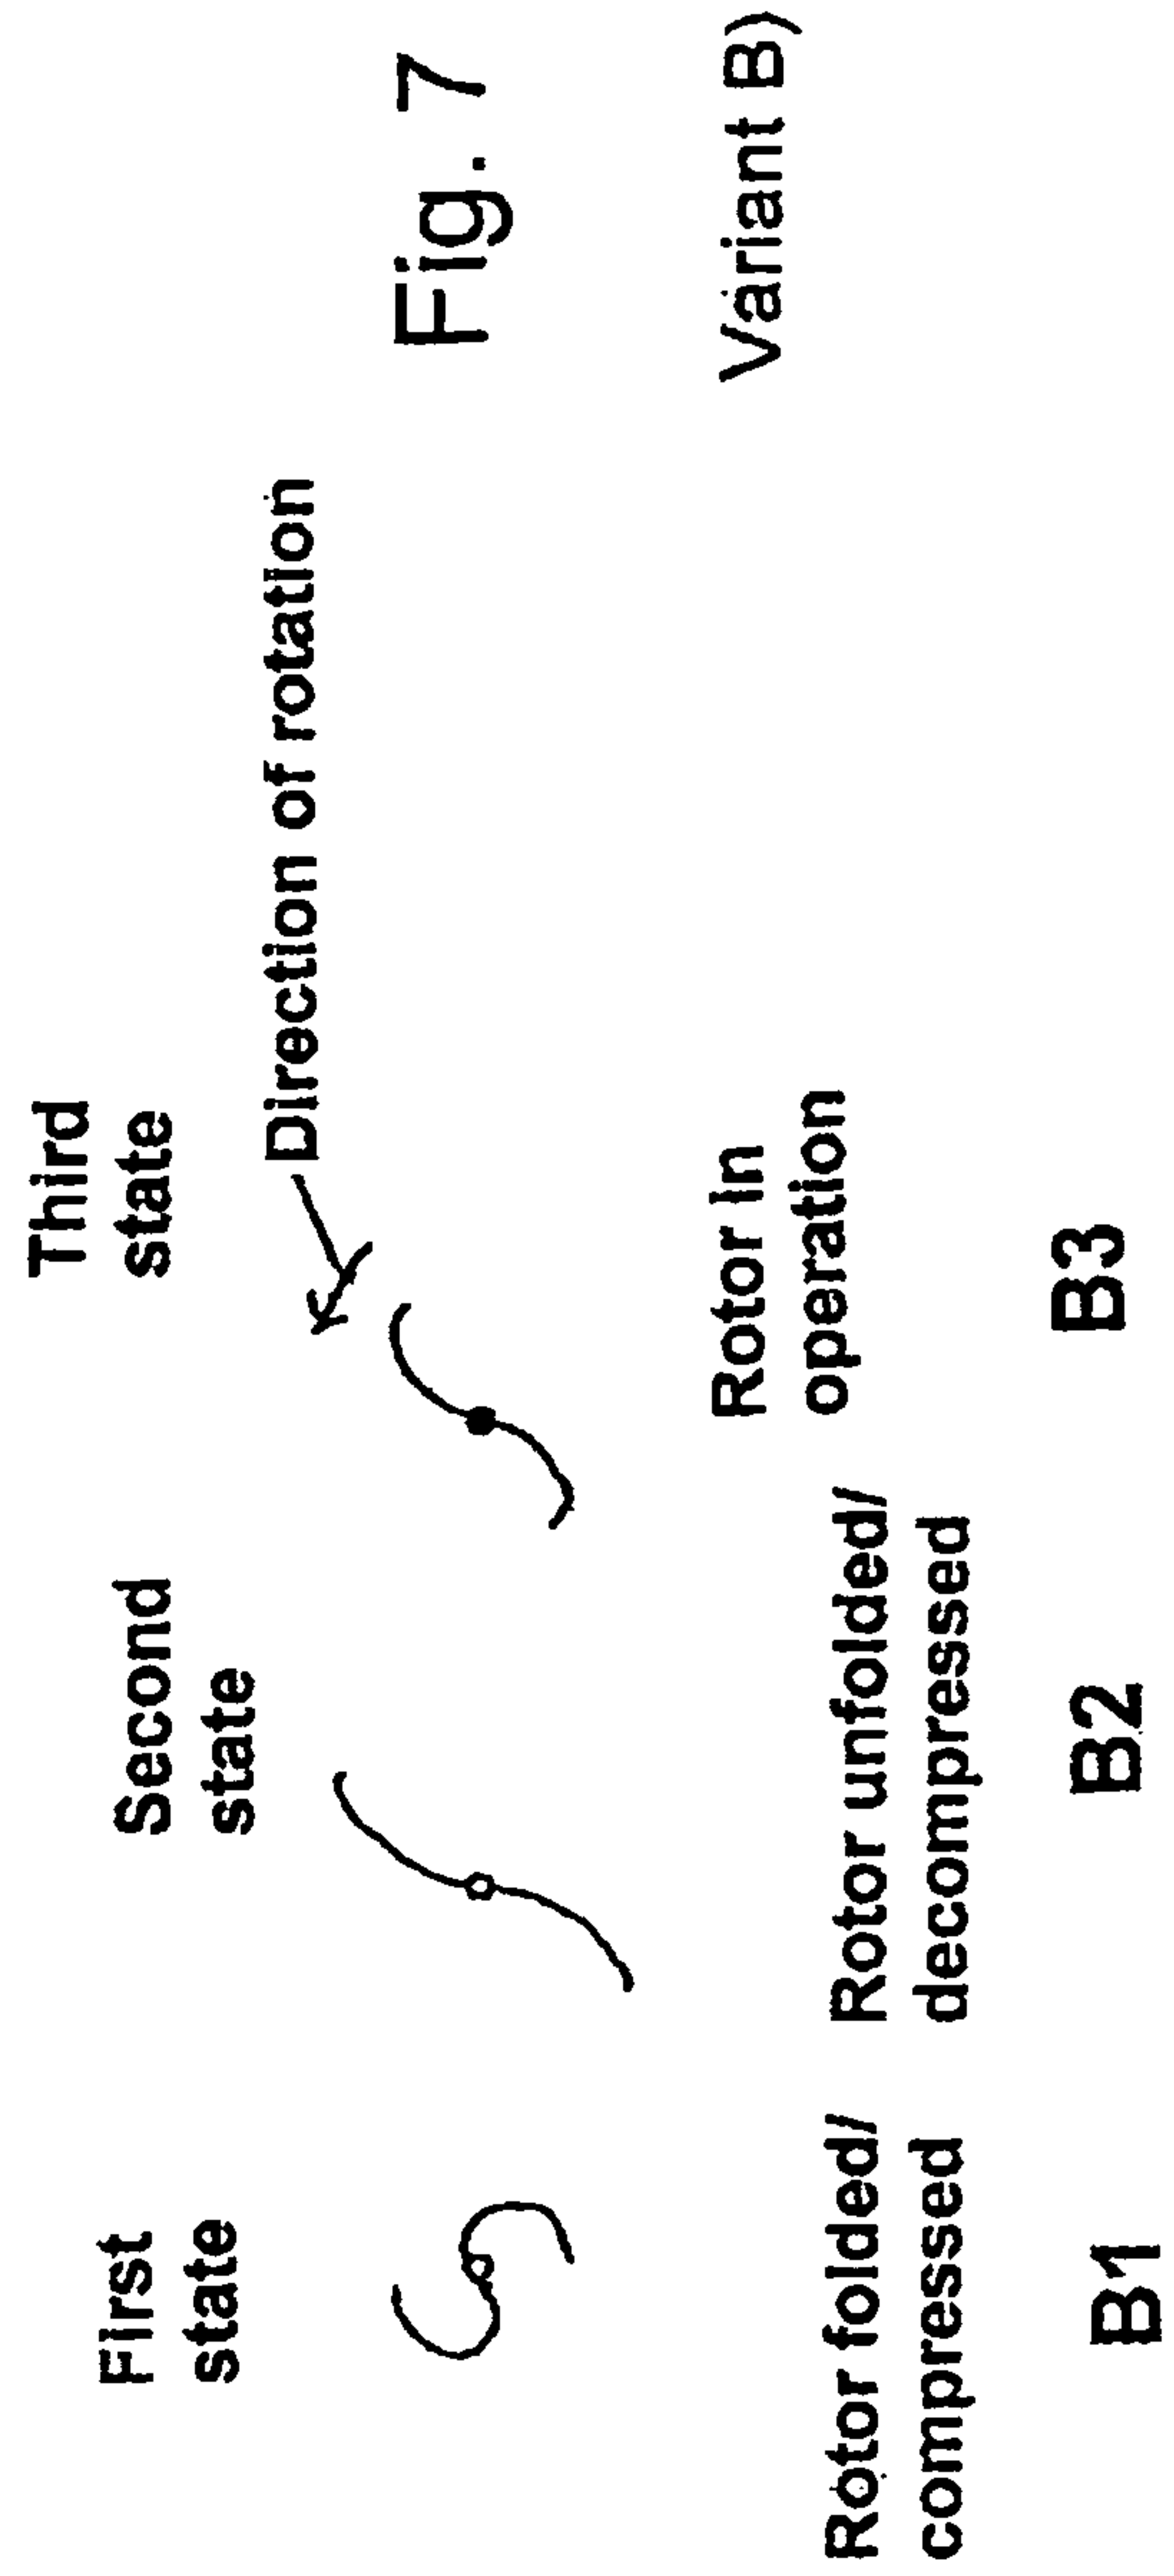 First
state
Second
state
Third
state
Direction of rotation
Fig. 7
Rotor folded/
compressed
Rotor unfolded/
decompressed
Rotor in
operation
Variant B)
B1
B2
B3